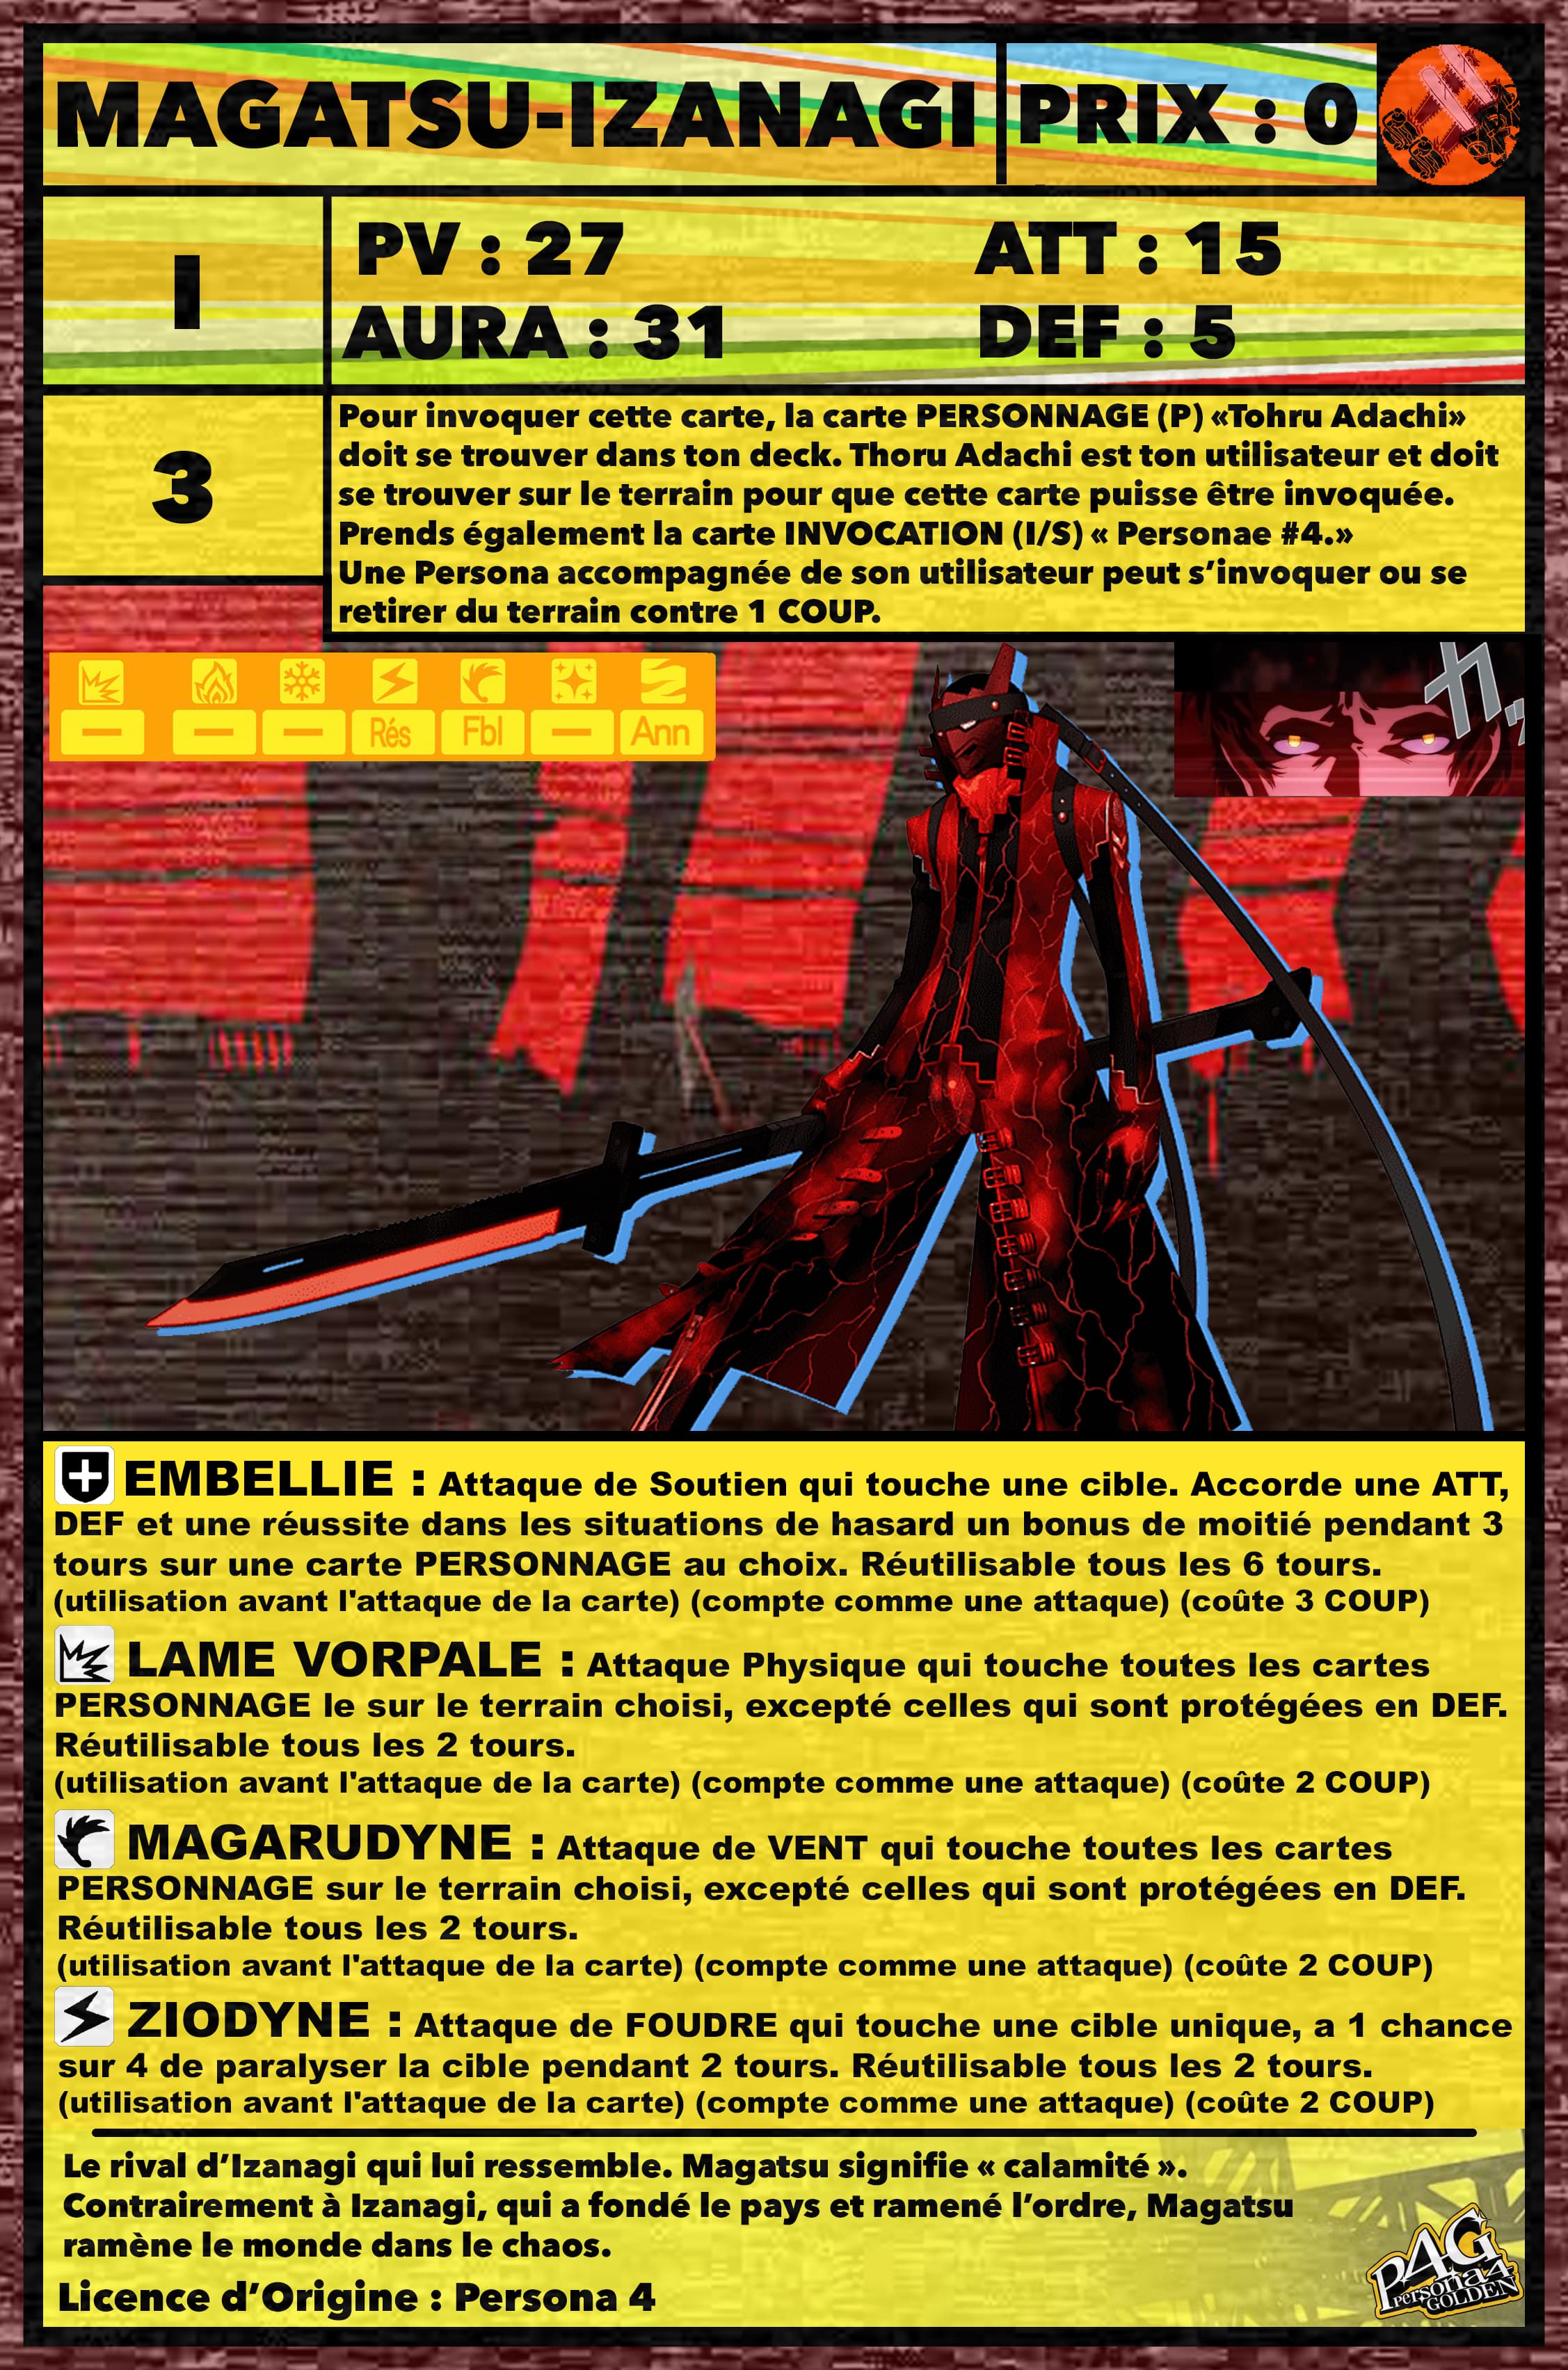 MAGATSU-IZANAGI
PRIX : 0
I
PV : 27
ATT : 15
AURA : 31
DEF : 5
3
Pour invoquer cette carte, la carte PERSONNAGE (P) «Tohru Adachi»
doit se trouver dans ton deck. Thoru Adachi est ton utilisateur et doit
se trouver sur le terrain pour que cette carte puisse être invoquée.
Prends également la carte INVOCATION (I/S) « Personae #4.»
Une Persona accompagnée de son utilisateur peut s’invoquer ou se
retirer du terrain contre 1 COUP.
— — — Rés Fbl — Ann
カッ
EMBELLIE : Attaque de Soutien qui touche une cible. Accorde une ATT,
DEF et une réussite dans les situations de hasard un bonus de moitié pendant 3
tours sur une carte PERSONNAGE au choix. Réutilisable tous les 6 tours.
(utilisation avant l'attaque de la carte) (compte comme une attaque) (coûte 3 COUP)
LAME VORPALE : Attaque Physique qui touche toutes les cartes
PERSONNAGE le sur le terrain choisi, excepté celles qui sont protégées en DEF.
Réutilisable tous les 2 tours.
(utilisation avant l'attaque de la carte) (compte comme une attaque) (coûte 2 COUP)
MAGARUDYNE : Attaque de VENT qui touche toutes les cartes
PERSONNAGE sur le terrain choisi, excepté celles qui sont protégées en DEF.
Réutilisable tous les 2 tours.
(utilisation avant l'attaque de la carte) (compte comme une attaque) (coûte 2 COUP)
ZIODYNE : Attaque de FOUDRE qui touche une cible unique, a 1 chance
sur 4 de paralyser la cible pendant 2 tours. Réutilisable tous les 2 tours.
(utilisation avant l'attaque de la carte) (compte comme une attaque) (coûte 2 COUP)
Le rival d’Izanagi qui lui ressemble. Magatsu signifie « calamité ».
Contrairement à Izanagi, qui a fondé le pays et ramené l’ordre, Magatsu
ramène le monde dans le chaos.
Licence d’Origine : Persona 4
P4G
Persona4
GOLDEN